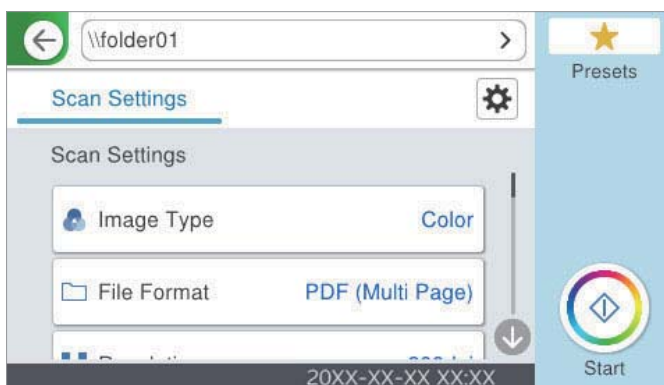 \\folder01
Presets
Scan Settings
Scan Settings
Image Type Color
File Format PDF (Multi Page)
20XX-XX-XX XX:XX
Start